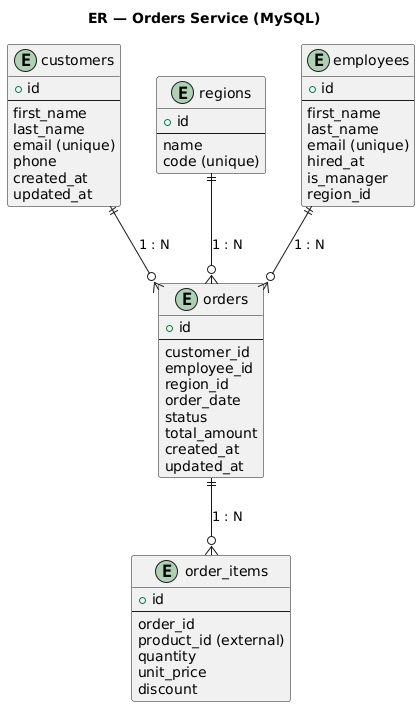 ER — Orders Service (MySQL)
E customers
id
first_name
last_name
email (unique)
phone
created_at
updated_at
E regions
id
name
code (unique)
E employees
id
first_name
last_name
email (unique)
hired_at
is_manager
region_id
1 : N
1 : N
1 : N
E orders
id
customer_id
employee_id
region_id
order_date
status
total_amount
created_at
updated_at
1 : N
E order_items
id
order_id
product_id (external)
quantity
unit_price
discount